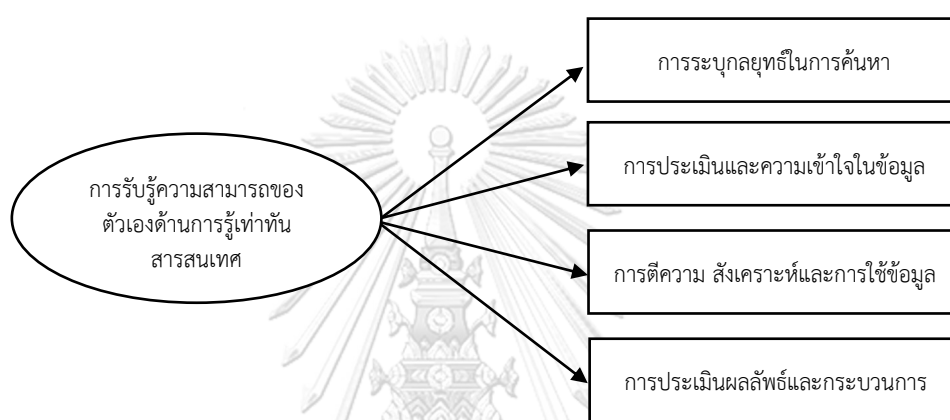 การรับรู้ความสามารถของ
ตัวเองด้านการรู้เท่าทัน
สารสนเทศ
การระบุกลยุทธ์ในการค้นหา
การประเมินและความเข้าใจในข้อมูล
การตีความ สังเคราะห์และการใช้ข้อมูล
การประเมินผลลัพธ์และกระบวนการ